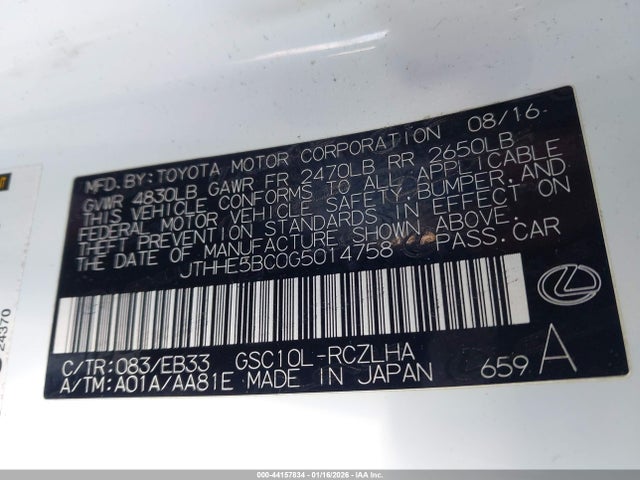 MFD.BY:TOYOTA MOTOR CORPORATION 08/16
GVWR 4830LB GAWR FR 2470LB RR 2650LB
THIS VEHICLE CONFORMS TO ALL APPLICABLE
FEDERAL MOTOR VEHICLE SAFETY,BUMPER,AND
THEFT PREVENTION STANDARDS IN EFFECT ON
THE DATE OF MANUFACTURE SHOWN ABOVE.
JTHHE5BC0G5014758 PASS.CAR
C/TR:083/EB33 GSC10L-RCZLHA
A/TM:A01A/AA81E MADE IN JAPAN 659 A
24370
000-44157834 - 01/16/2026 - IAAI Holdings, LLC